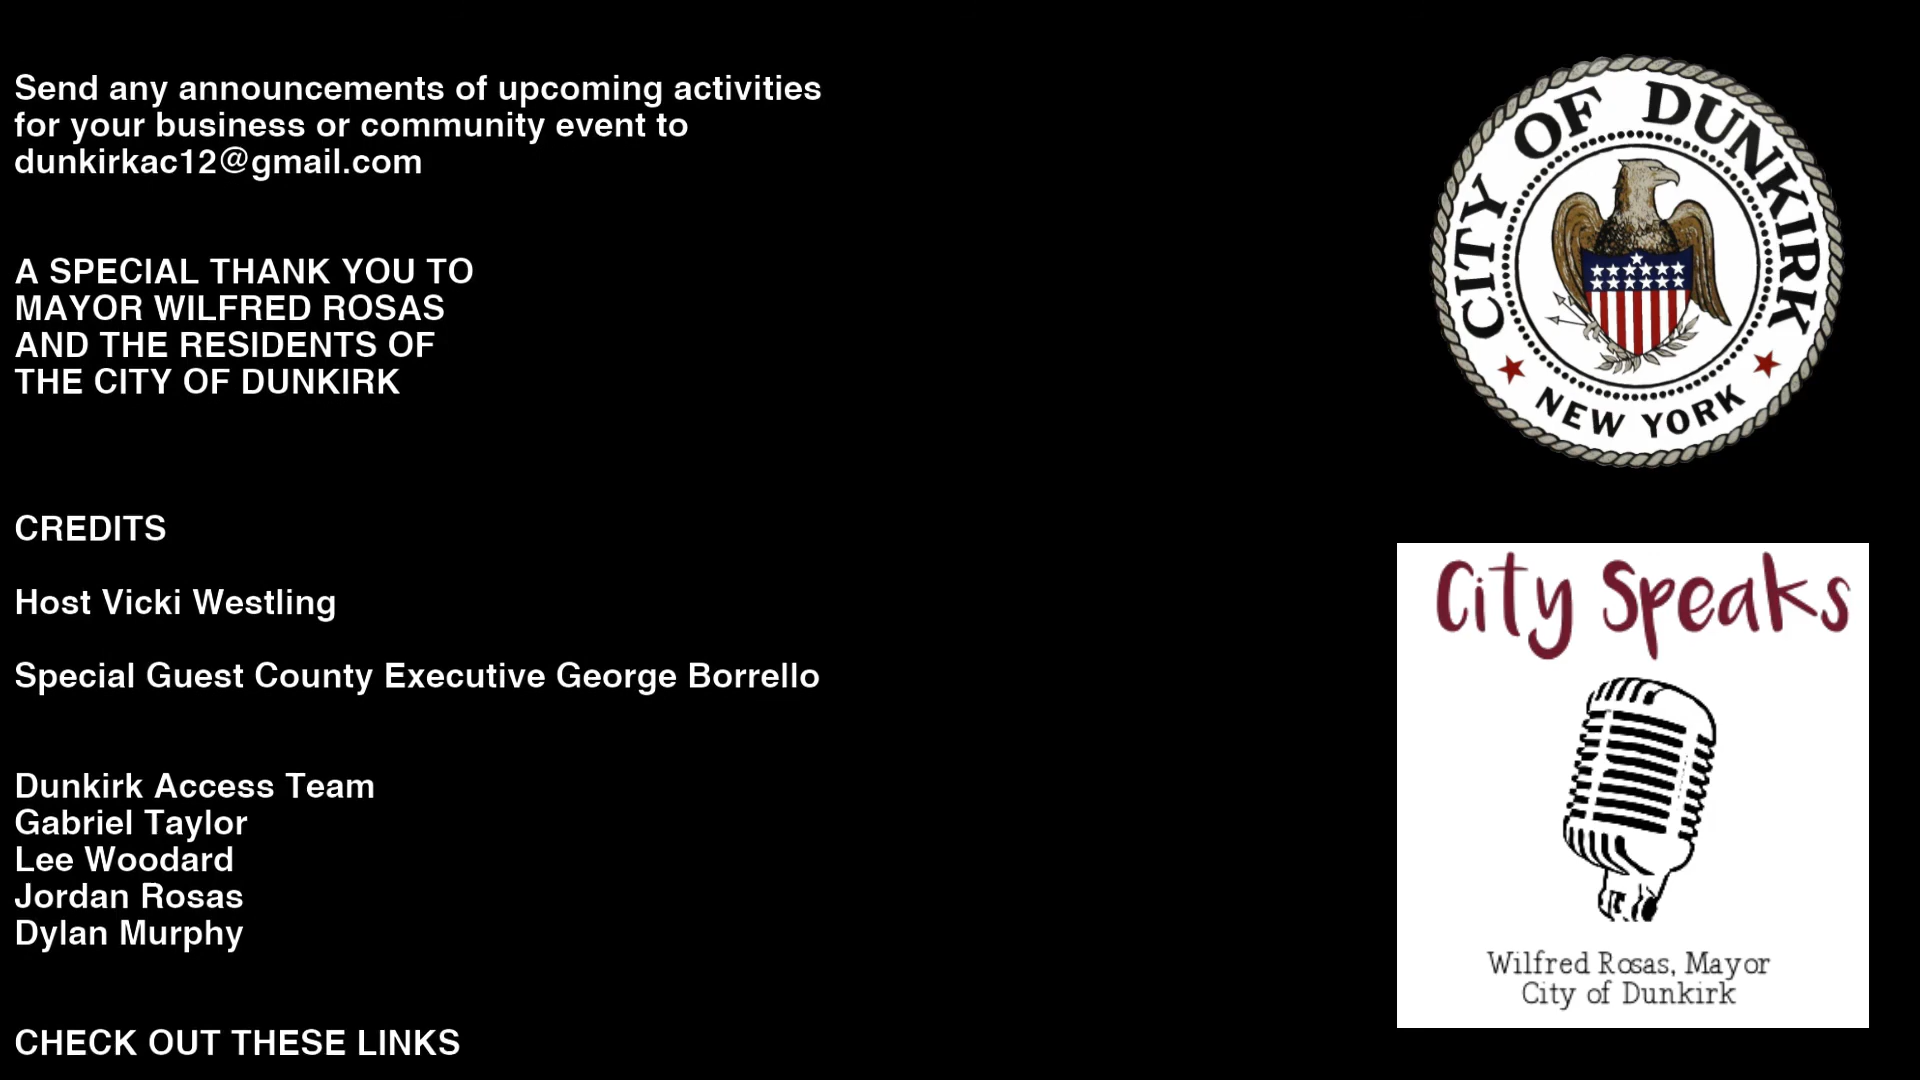 Send any announcements of upcoming activities
for your business or community event to
dunkirkac12@gmail.com
A SPECIAL THANK YOU TO
MAYOR WILFRED ROSAS
AND THE RESIDENTS OF
THE CITY OF DUNKIRK
CREDITS
Host Vicki Westling
Special Guest County Executive George Borrello
Dunkirk Access Team
Gabriel Taylor
Lee Woodard
Jordan Rosas
Dylan Murphy
CHECK OUT THESE LINKS
CITY OF DUNKIRK
NEW YORK
City Speaks
Wilfred Rosas, Mayor
City of Dunkirk